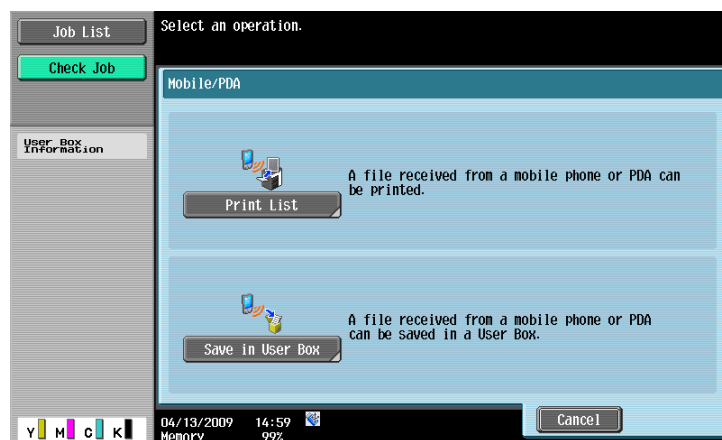 Job List
Check Job
User Box
Information
Select an operation.
Mobile/PDA
Print List
A file received from a mobile phone or PDA can
be printed.
Save in User Box
A file received from a mobile phone or PDA
can be saved in a User Box.
Y M C K
04/13/2009 14:59
Memory 99%
Cancel